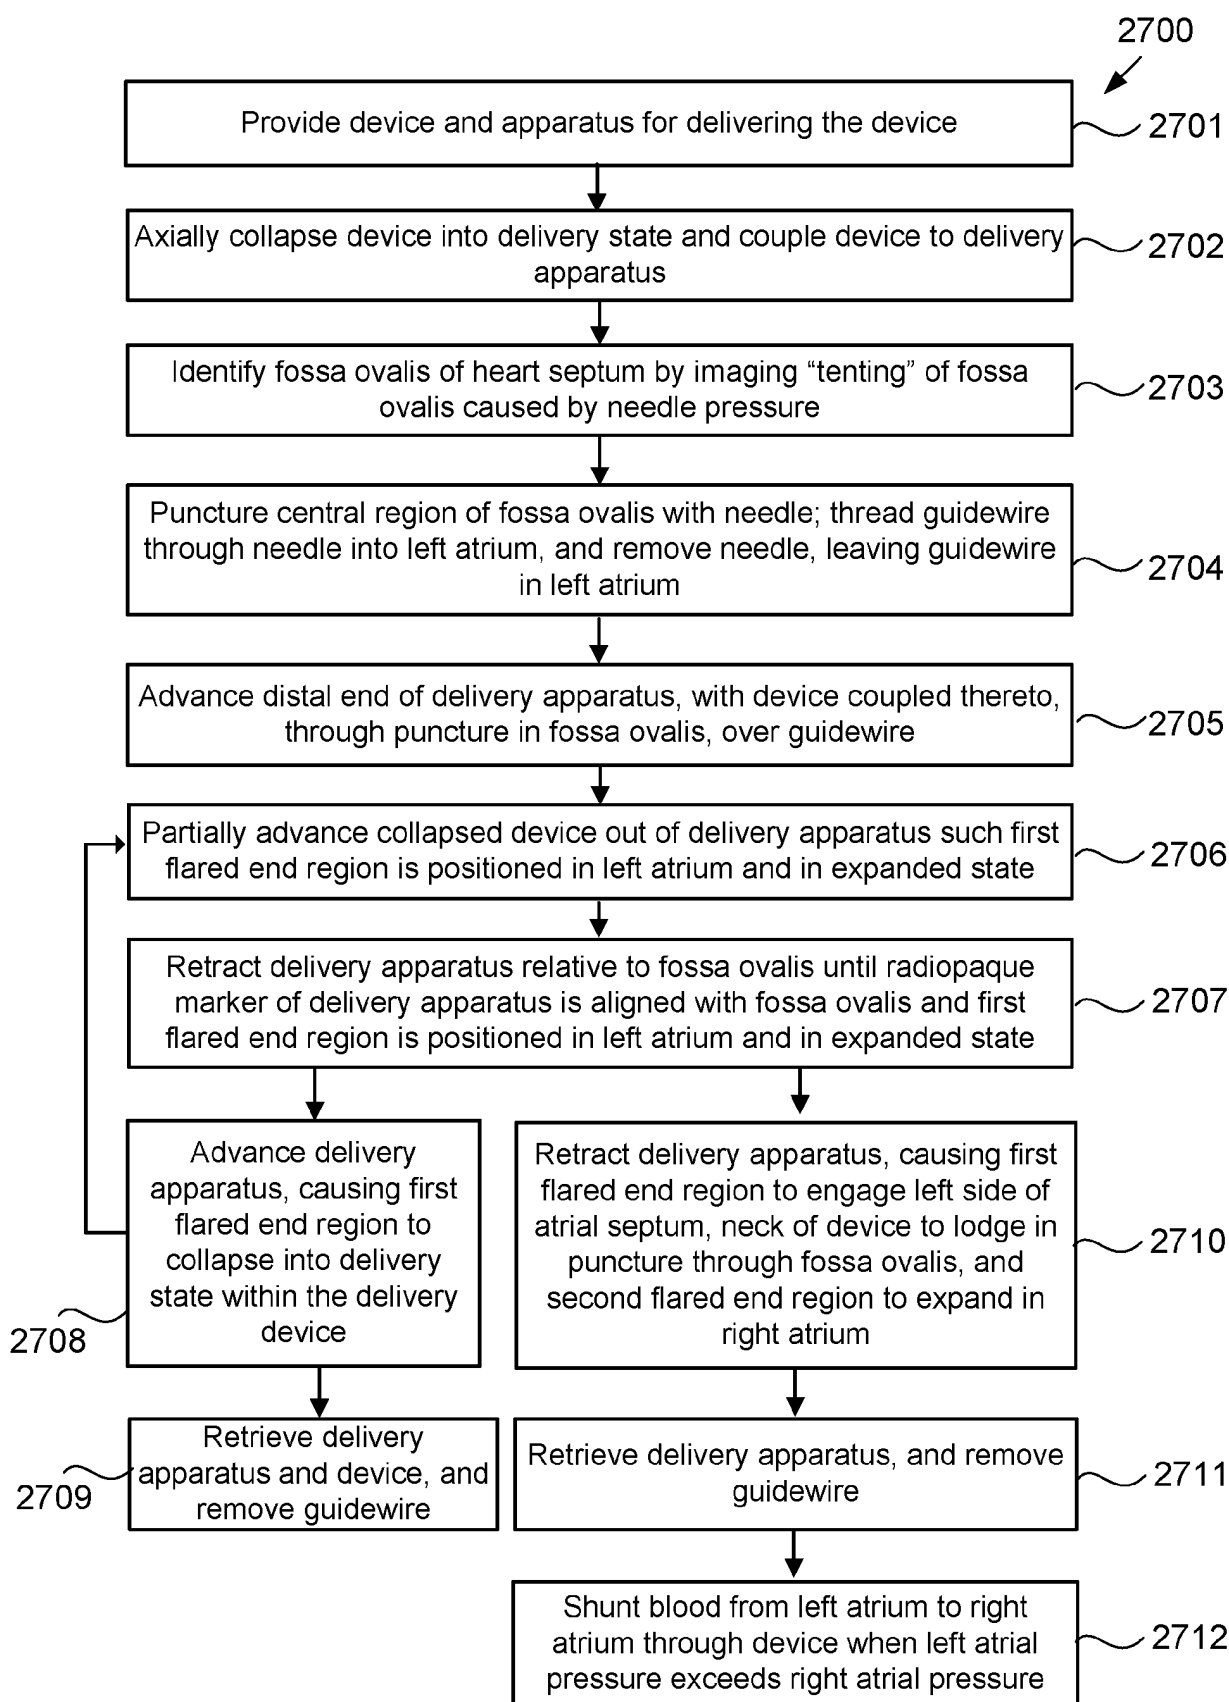 2700
Provide device and apparatus for delivering the device
2701
Axially collapse device into delivery state and couple device to delivery
apparatus
2702
Identify fossa ovalis of heart septum by imaging “tenting” of fossa
ovalis caused by needle pressure
2703
Puncture central region of fossa ovalis with needle; thread guidewire
through needle into left atrium, and remove needle, leaving guidewire
in left atrium
2704
Advance distal end of delivery apparatus, with device coupled thereto,
through puncture in fossa ovalis, over guidewire
2705
Partially advance collapsed device out of delivery apparatus such first
flared end region is positioned in left atrium and in expanded state
2706
Retract delivery apparatus relative to fossa ovalis until radiopaque
marker of delivery apparatus is aligned with fossa ovalis and first
flared end region is positioned in left atrium and in expanded state
2707
Advance delivery
apparatus, causing first
flared end region to
collapse into delivery
state within the delivery
device
2708
Retrieve delivery
apparatus and device, and
remove guidewire
2709
Retract delivery apparatus, causing first
flared end region to engage left side of
atrial septum, neck of device to lodge in
puncture through fossa ovalis, and
second flared end region to expand in
right atrium
2710
Retrieve delivery apparatus, and remove
guidewire
2711
Shunt blood from left atrium to right
atrium through device when left atrial
pressure exceeds right atrial pressure
2712